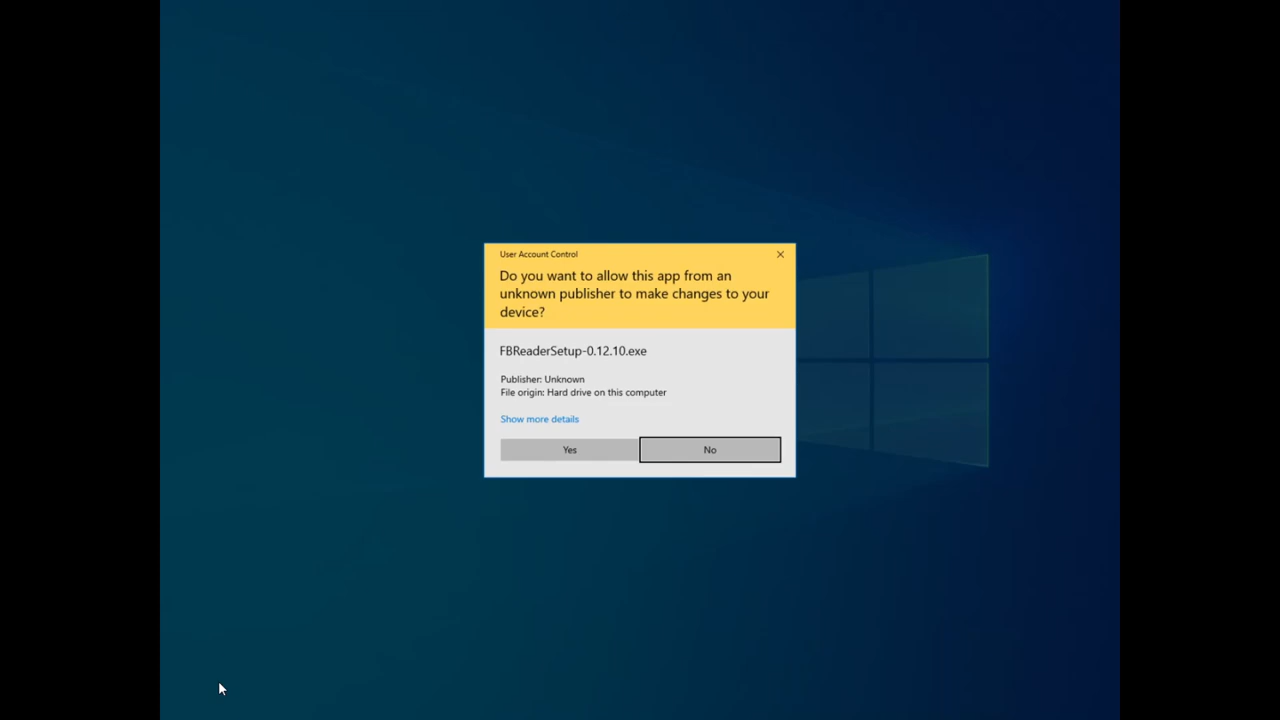 User Account Control
Do you want to allow this app from an
unknown publisher to make changes to your
device?
FBReaderSetup-0.12.10.exe
Publisher: Unknown
File origin: Hard drive on this computer
Show more details
Yes
No